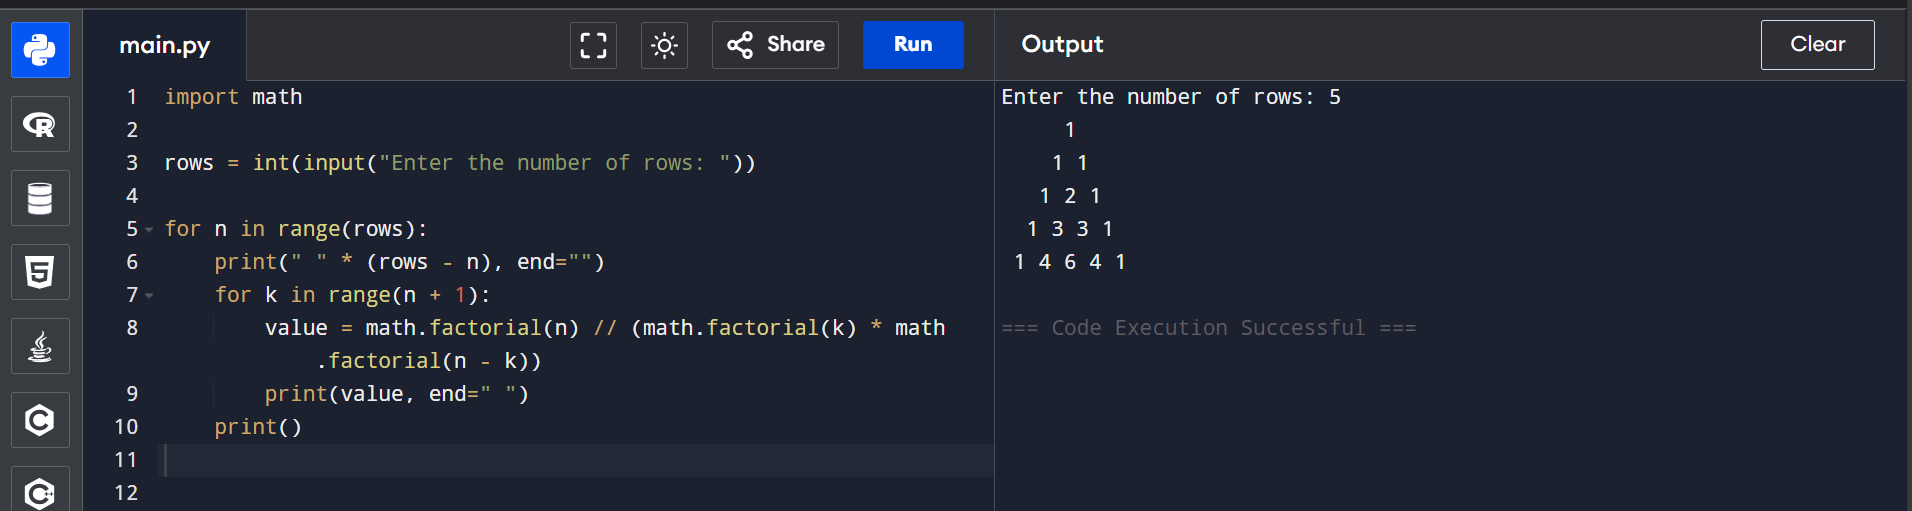 main.py
Share
Run
Output
Clear
1 import math
2
3 rows = int(input("Enter the number of rows: "))
4
5 for n in range(rows):
6     print(" " * (rows - n), end="")
7     for k in range(n + 1):
8         value = math.factorial(n) // (math.factorial(k) * math
            .factorial(n - k))
9         print(value, end=" ")
10     print()
11
12
Enter the number of rows: 5
     1
    1 1
   1 2 1
  1 3 3 1
 1 4 6 4 1
=== Code Execution Successful ===
R
5
C
C++